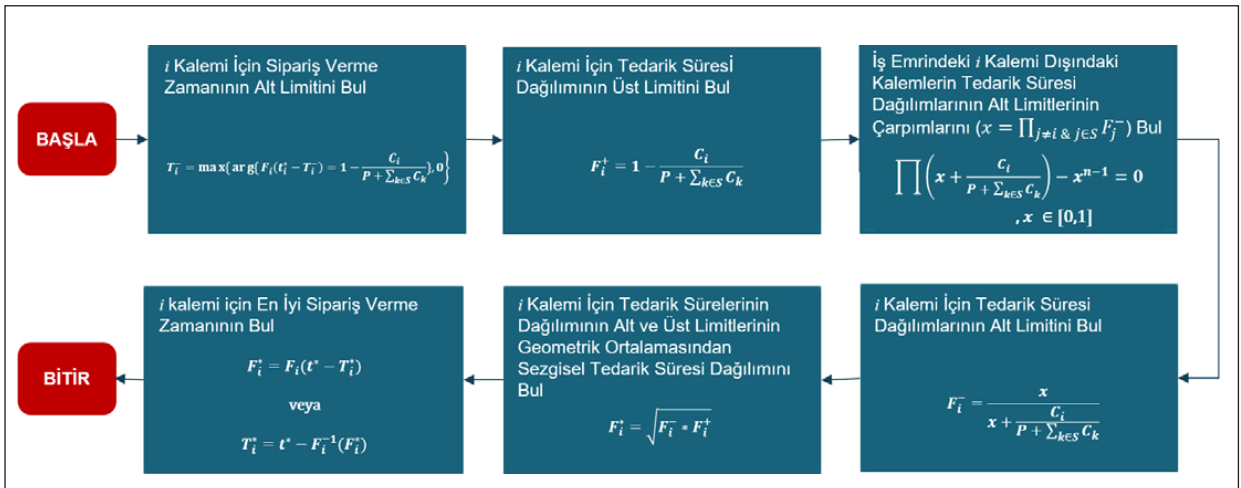 BAŞLA
i Kalemi İçin Sipariş Verme
Zamanının Alt Limitini Bul
T_i^- = max{arg{F_i(t_i^* − T_i^-) = 1 − C_i / (P + ∑_{k∈S} C_k)}, 0}
i Kalemi İçin Tedarik Süresİ
Dağılımının Üst Limitini Bul
F_i^+ = 1 − C_i / (P + ∑_{k∈S} C_k)
İş Emrindeki i Kalemi Dışındaki
Kalemlerin Tedarik Süresi
Dağılımlarının Alt Limitlerinin
Çarpımlarını (x = ∏_{j≠i & j∈S} F_j^-) Bul
∏ (x + C_i / (P + ∑_{k∈S} C_k)) − x^{n−1} = 0
, x ∈ [0,1]
i Kalemi İçin Tedarik Süresi
Dağılımlarının Alt Limitini Bul
F_i^- = x / (x + C_i / (P + ∑_{k∈S} C_k))
i Kalemi İçin Tedarik Sürelerinin
Dağılımının Alt ve Üst Limitlerinin
Geometrik Ortalamasından
Sezgisel Tedarik Süresi Dağılımını
Bul
F_i^* = √(F_i^- * F_i^+)
i kalemi için En İyi Sipariş Verme
Zamanının Bul
F_i^* = F_i(t^* − T_i^*)
veya
T_i^* = t^* − F_i^{-1}(F_i^*)
BİTİR